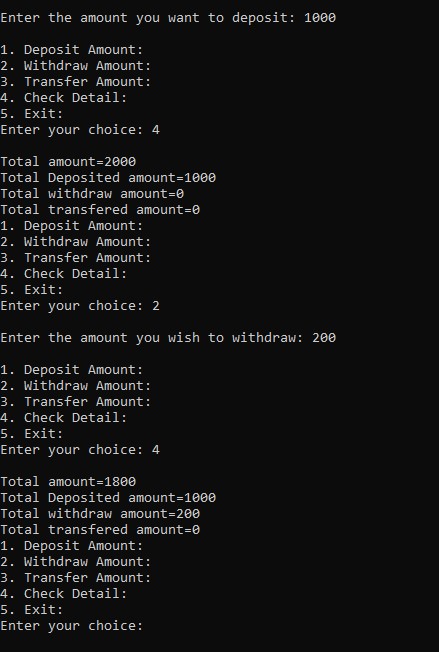 Enter the amount you want to deposit: 1000
1. Deposit Amount:
2. Withdraw Amount:
3. Transfer Amount:
4. Check Detail:
5. Exit:
Enter your choice: 4
Total amount=2000
Total Deposited amount=1000
Total withdraw amount=0
Total transfered amount=0
1. Deposit Amount:
2. Withdraw Amount:
3. Transfer Amount:
4. Check Detail:
5. Exit:
Enter your choice: 2
Enter the amount you wish to withdraw: 200
1. Deposit Amount:
2. Withdraw Amount:
3. Transfer Amount:
4. Check Detail:
5. Exit:
Enter your choice: 4
Total amount=1800
Total Deposited amount=1000
Total withdraw amount=200
Total transfered amount=0
1. Deposit Amount:
2. Withdraw Amount:
3. Transfer Amount:
4. Check Detail:
5. Exit:
Enter your choice: